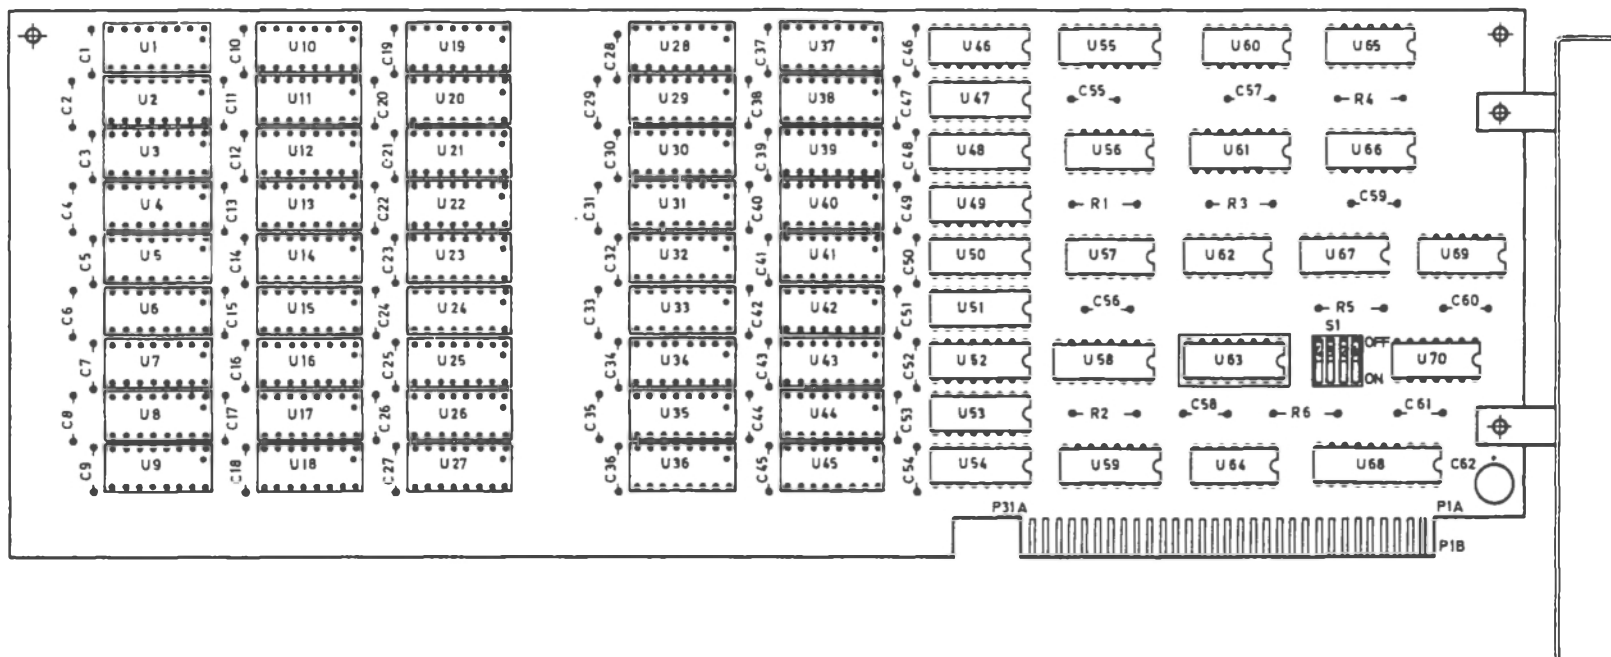 C1 U1 C10 U10 C19 U19 C28 U28 C37 U37 C46 U46 U55 U60 U65
C2 U2 C11 U11 C20 U20 C29 U29 C38 U38 C47 U47 C55 C57 R4
C3 U3 C12 U12 C21 U21 C30 U30 C39 U39 C48 U48 U56 U61 U66
C4 U4 C13 U13 C22 U22 C31 U31 C40 U40 C49 U49 R1 R3 C59
C5 U5 C14 U14 C23 U23 C32 U32 C41 U41 C50 U50 U57 U62 U67 U69
C6 U6 C15 U15 C24 U24 C33 U33 C42 U42 C51 U51 C56 R5 C60
S1
OFF
C7 U7 C16 U16 C25 U25 C34 U34 C43 U43 C52 U52 U58 U63 U70
ON
C8 U8 C17 U17 C26 U26 C35 U35 C44 U44 C53 U53 R2 C58 R6 C61
C9 U9 C18 U18 C27 U27 C36 U36 C45 U45 C54 U54 U59 U64 U68 C62
P31A P1A
P1B